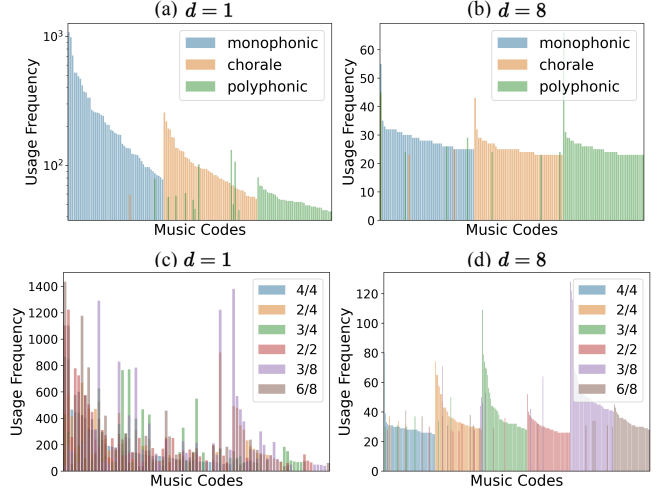 (a) d = 1
10³
10²
Usage Frequency
monophonic
chorale
polyphonic
Music Codes
(b) d = 8
60
50
40
30
20
10
0
Usage Frequency
monophonic
chorale
polyphonic
Music Codes
(c) d = 1
1400
1200
1000
800
600
400
200
0
Usage Frequency
4/4
2/4
3/4
2/2
3/8
6/8
Music Codes
(d) d = 8
120
100
80
60
40
20
0
Usage Frequency
4/4
2/4
3/4
2/2
3/8
6/8
Music Codes